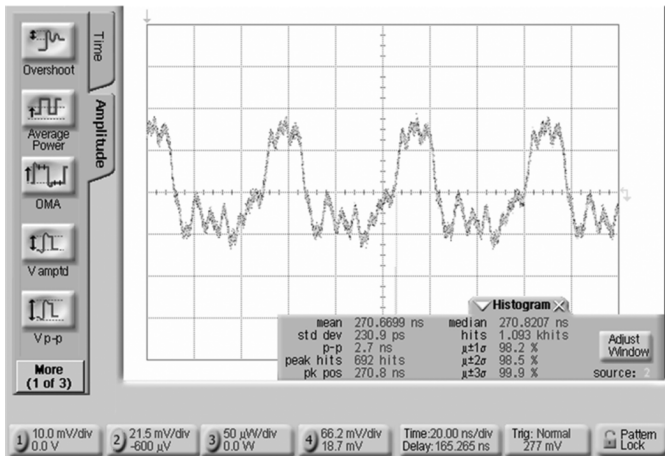 Time
Amplitude
Overshoot
Average
Power
OMA
V amptd
V p-p
More
(1 of 3)
Histogram
mean 270.6699 ns median 270.8207 ns
std dev 230.9 ps hits 1.093 khits
p-p 2.7 ns μ±1σ 98.2 %
peak hits 692 hits μ±2σ 98.5 %
pk pos 270.8 ns μ±3σ 99.9 %
Adjust
Window
source: 2
1 10.0 mV/div
0.0 V
2 21.5 mV/div
-600 μV
3 50 μW/div
0.0 W
4 66.2 mV/div
18.7 mV
Time:20.00 ns/div
Delay:165.265 ns
Trig: Normal
277 mV
Pattern
Lock